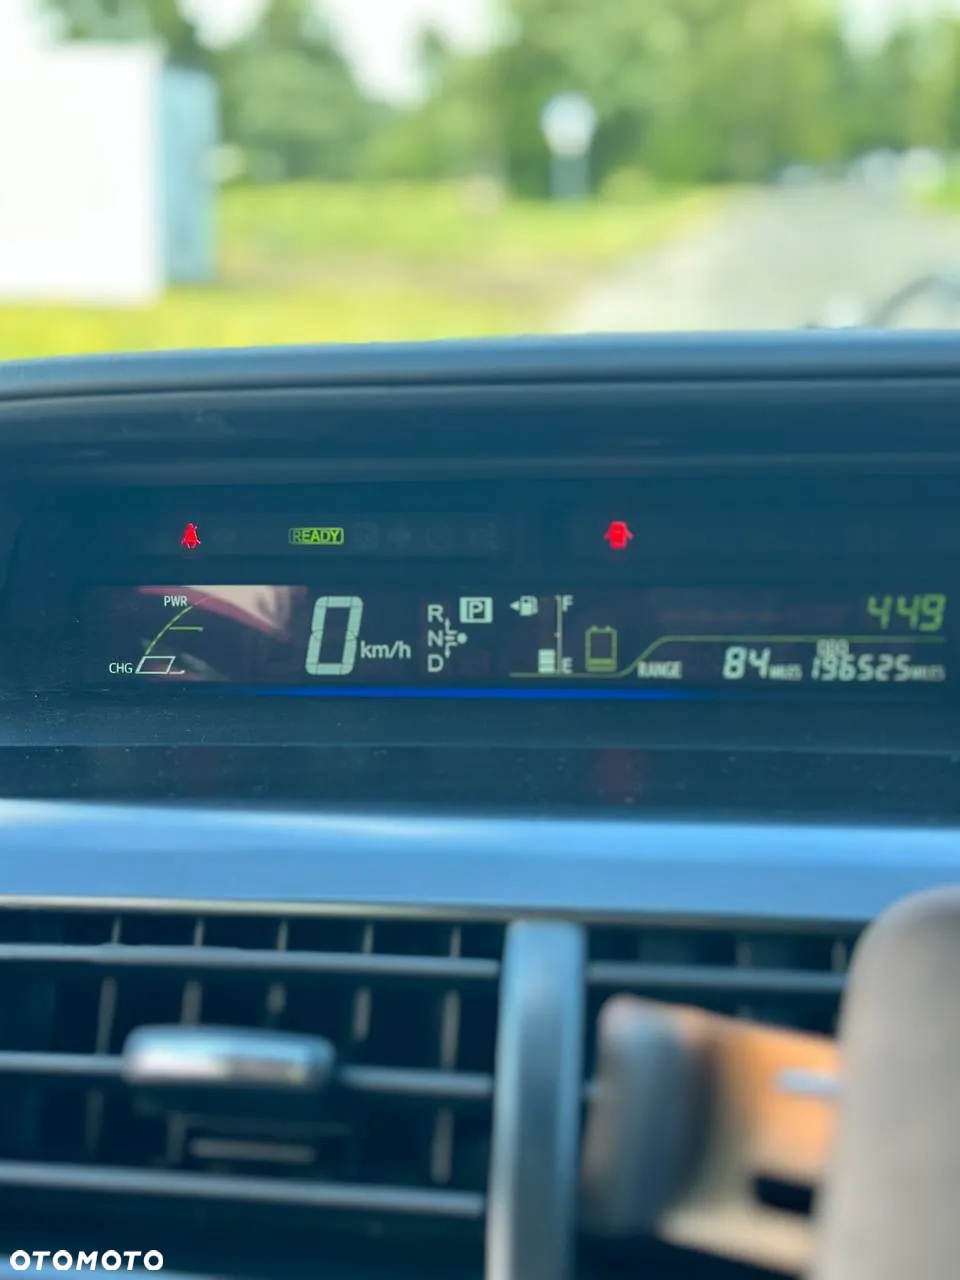 READY
PWR
CHG
0 km/h
R
N
D
P
F
E
449
RANGE 84 MILES
ODO
196525 MILES
OTOMOTO